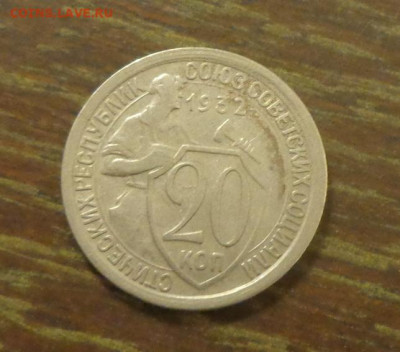 COINS.LAVE.RU
СОЮЗ СОВЕТСКИХ СОЦИАЛИ
СТИЧЕСКИХ РЕСПУБЛИК
1932
20
КОП